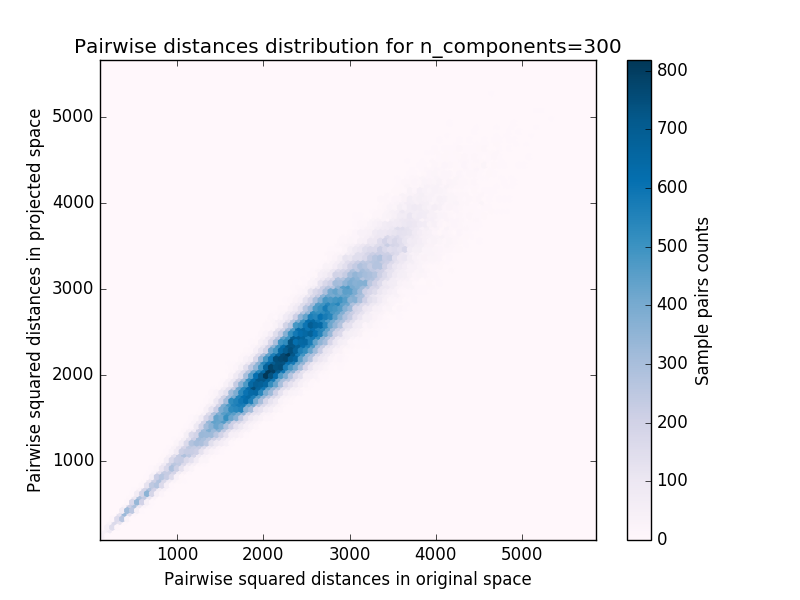 Pairwise distances distribution for n_components=300
Pairwise squared distances in projected space
5000
4000
3000
2000
1000
1000 2000 3000 4000 5000
Pairwise squared distances in original space
800
700
600
500
400
300
200
100
0
Sample pairs counts